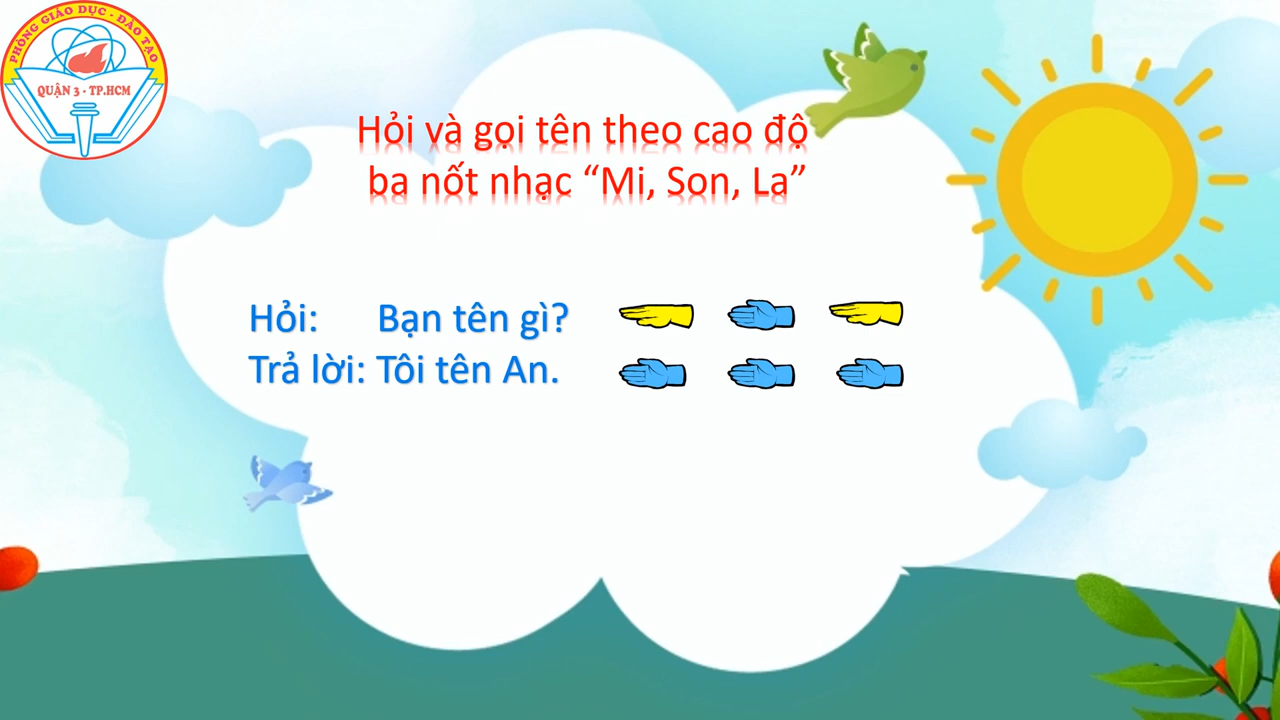 PHÒNG GIÁO DỤC - ĐÀO TẠO
QUẬN 3 - TP.HCM
Hỏi và gọi tên theo cao độ
ba nốt nhạc “Mi, Son, La”
Hỏi: Bạn tên gì?
Trả lời: Tôi tên An.